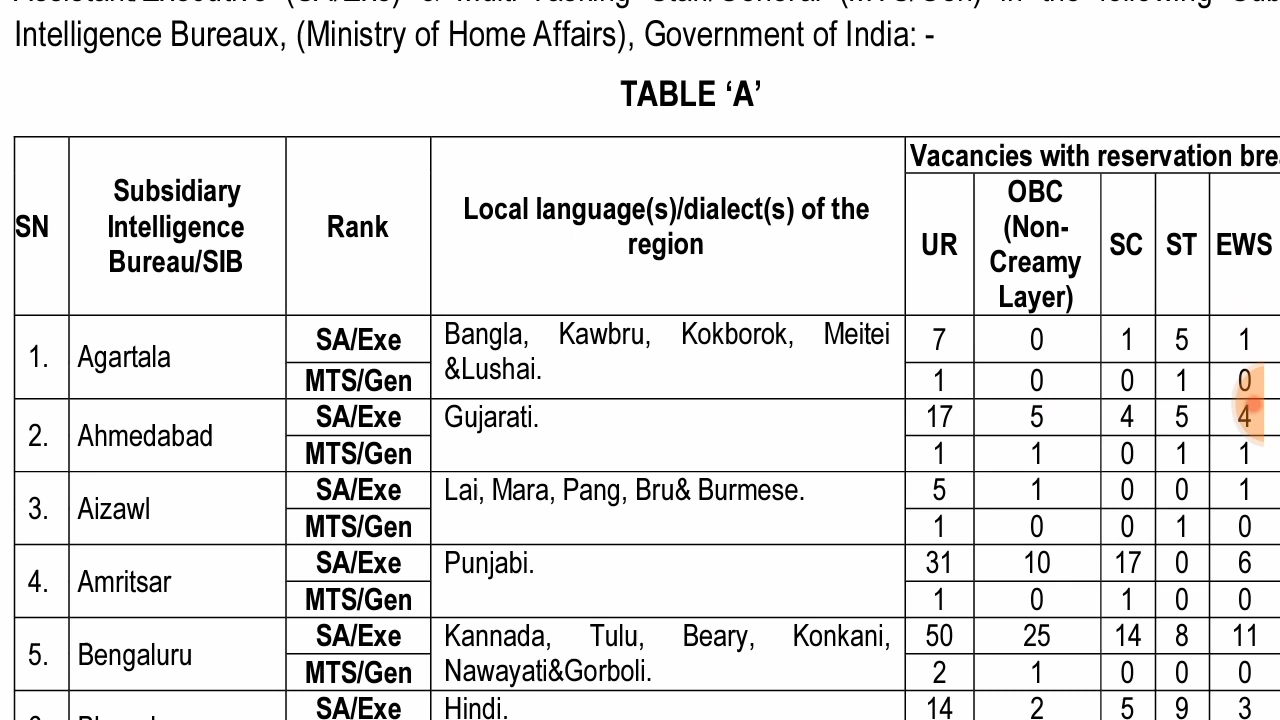 Intelligence Bureaux, (Ministry of Home Affairs), Government of India: -
TABLE ‘A’
SN Subsidiary Intelligence Bureau/SIB Rank Local language(s)/dialect(s) of the region Vacancies with reservation
UR OBC (Non-Creamy Layer) SC ST EWS
1. Agartala SA/Exe Bangla, Kawbru, Kokborok, Meitei 7 0 1 5 1
&Lushai.
MTS/Gen 1 0 0 1 0
2. Ahmedabad SA/Exe Gujarati. 17 5 4 5 4
MTS/Gen 1 1 0 1 1
3. Aizawl SA/Exe Lai, Mara, Pang, Bru& Burmese. 5 1 0 0 1
MTS/Gen 1 0 0 1 0
4. Amritsar SA/Exe Punjabi. 31 10 17 0 6
MTS/Gen 1 0 1 0 0
5. Bengaluru SA/Exe Kannada, Tulu, Beary, Konkani, 50 25 14 8 11
MTS/Gen Nawayati&Gorboli. 2 1 0 0 0
SA/Exe Hindi. 14 2 5 9 3